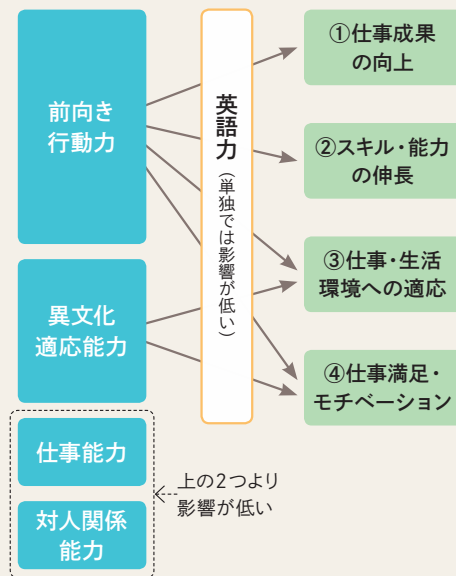 前向き
行動力
異文化
適応能力
仕事能力
対人関係
能力
英語力(単独では影響が低い)
①仕事成果
の向上
②スキル・能力
の伸長
③仕事・生活
環境への適応
④仕事満足・
モチベーション
上の2つより
影響が低い